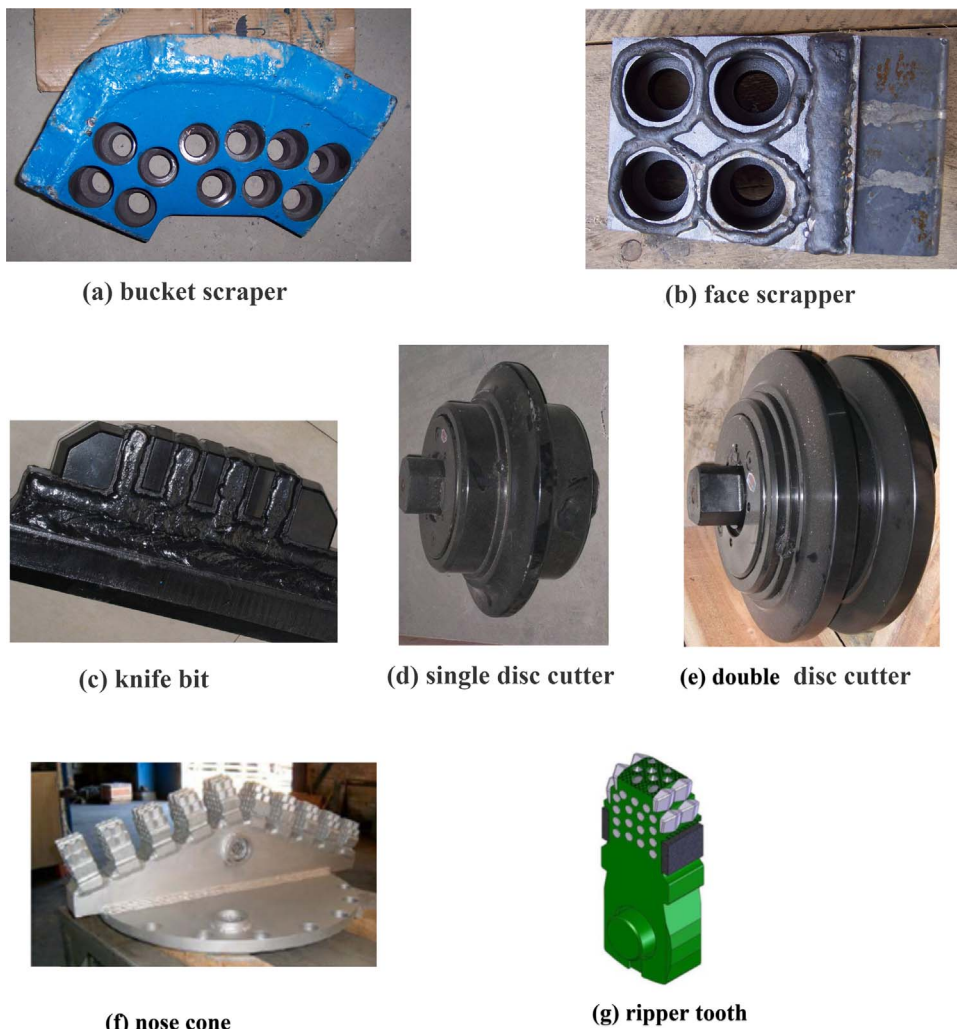 (a) bucket scraper
(b) face scrapper
(c) knife bit
(d) single disc cutter
(e) double disc cutter
(f) nose cone
(g) ripper tooth